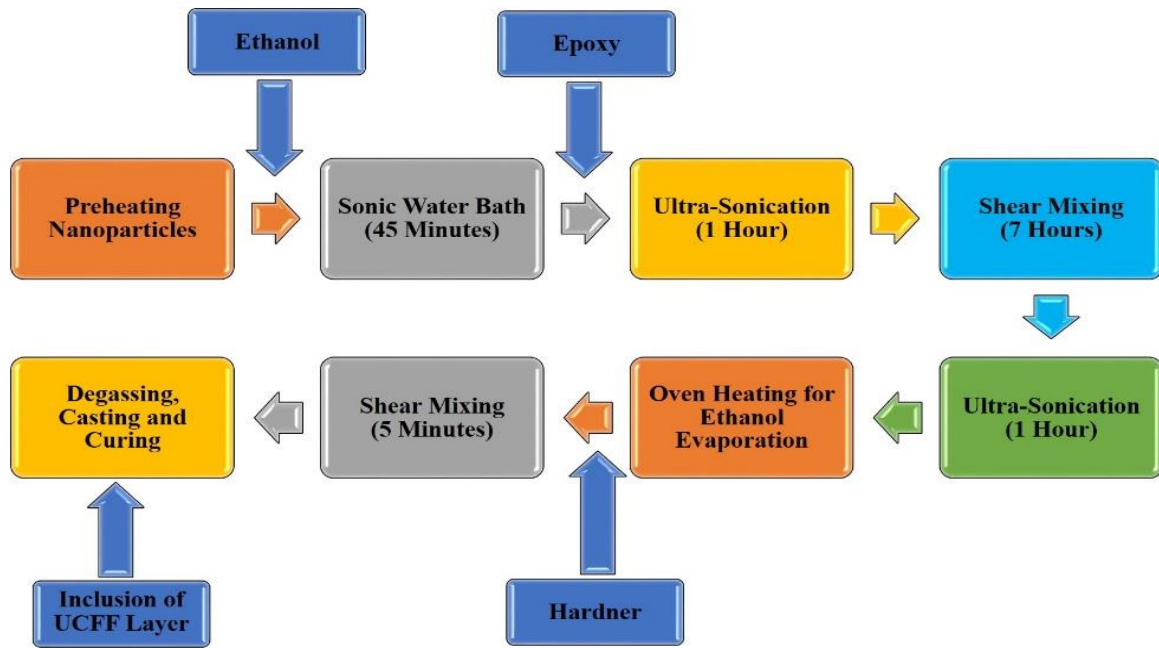 Ethanol
Epoxy
Preheating
Nanoparticles
Sonic Water Bath
(45 Minutes)
Ultra-Sonication
(1 Hour)
Shear Mixing
(7 Hours)
Degassing,
Casting and
Curing
Shear Mixing
(5 Minutes)
Oven Heating for
Ethanol
Evaporation
Ultra-Sonication
(1 Hour)
Inclusion of
UCFF Layer
Hardner